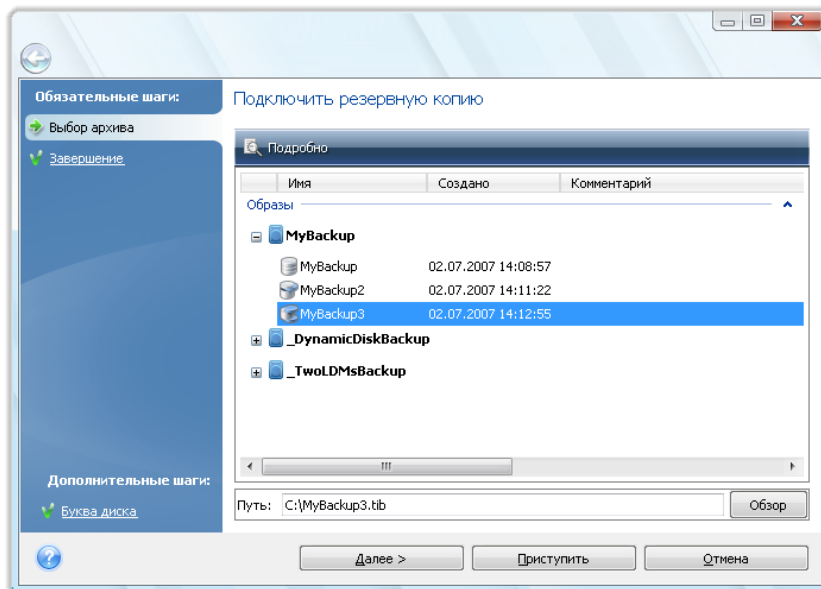 Обязательные шаги:
Выбор архива
Завершение
Дополнительные шаги:
Буква диска
Подключить резервную копию
Подробно
Имя Создано Комментарий
Образы
MyBackup
MyBackup 02.07.2007 14:08:57
MyBackup2 02.07.2007 14:11:22
MyBackup3 02.07.2007 14:12:55
_DynamicDiskBackup
_TwoLDMsBackup
Путь: C:\MyBackup3.tib Обзор
Далее > Приступить Отмена